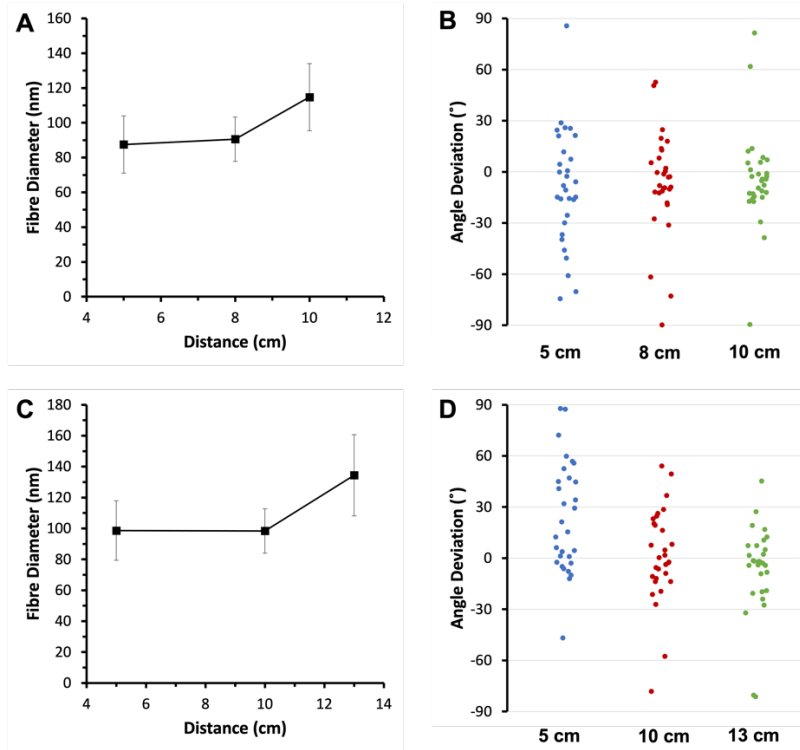 A
Fibre Diameter (nm)
160
140
120
100
80
60
40
20
0
4 6 8 10 12
Distance (cm)
B
Angle Deviation (°)
90
60
30
0
-30
-60
-90
5 cm 8 cm 10 cm
C
Fibre Diameter (nm)
180
160
140
120
100
80
60
40
20
0
4 6 8 10 12 14
Distance (cm)
D
Angle Deviation (°)
90
60
30
0
-30
-60
-90
5 cm 10 cm 13 cm